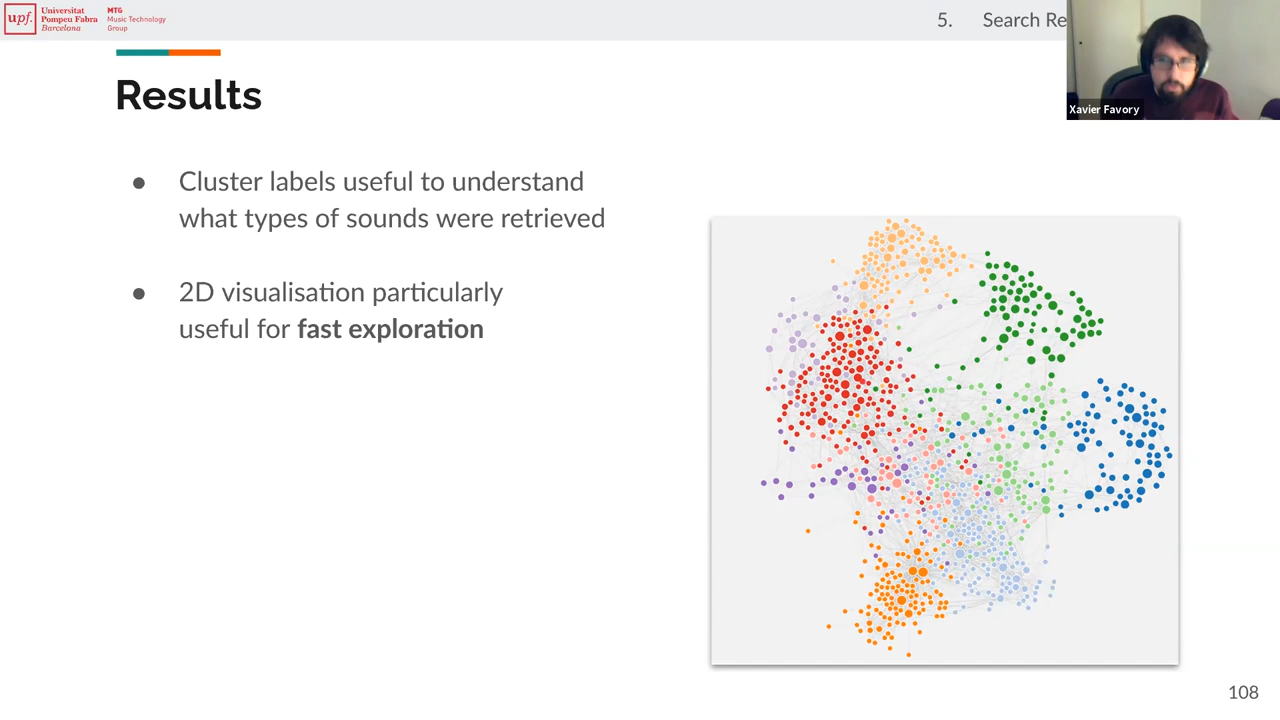 upf.
Universitat
Pompeu Fabra
Barcelona
MTG
Music Technology
Group
5. Search Re
Xavier Favory
Results
● Cluster labels useful to understand
what types of sounds were retrieved
● 2D visualisation particularly
useful for fast exploration
108